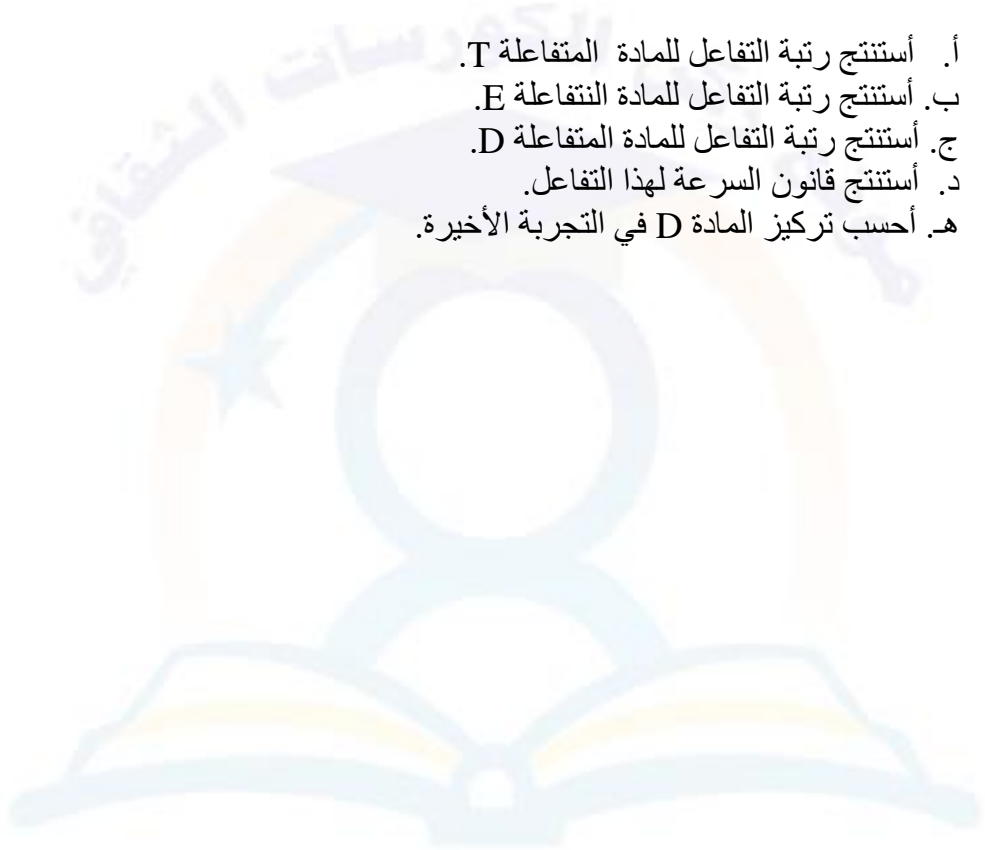 أ. أستنتج رتبة التفاعل للمادة المتفاعلة T.
ب. أستنتج رتبة التفاعل للمادة النتفاعلة E.
ج. أستنتج رتبة التفاعل للمادة المتفاعلة D.
د. أستنتج قانون السرعة لهذا التفاعل.
هـ. أحسب تركيز المادة D في التجربة الأخيرة.